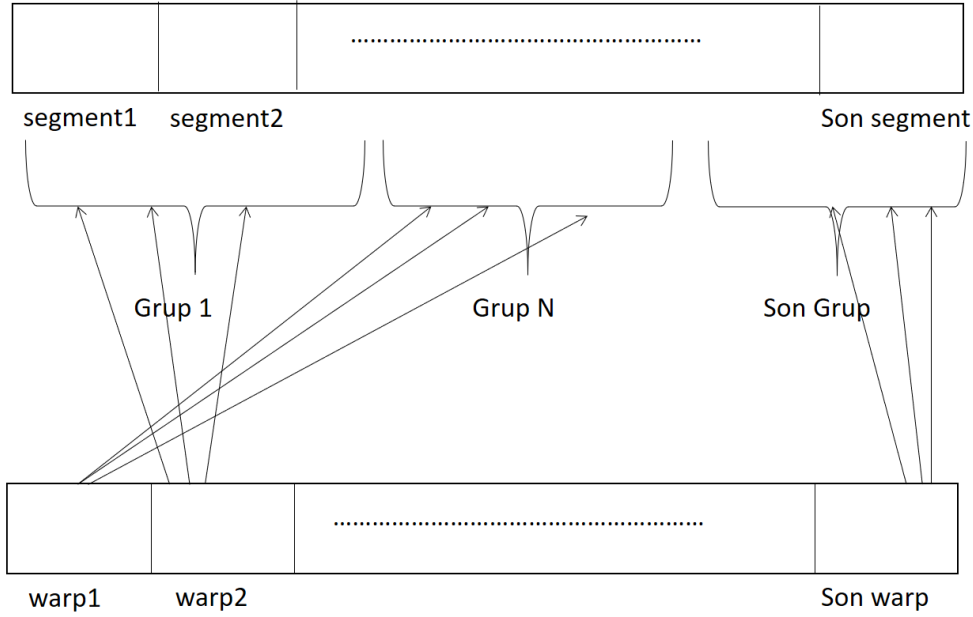 ......................................................
segment1 segment2 Son segment
Grup 1 Grup N Son Grup
.........................................................
warp1 warp2 Son warp